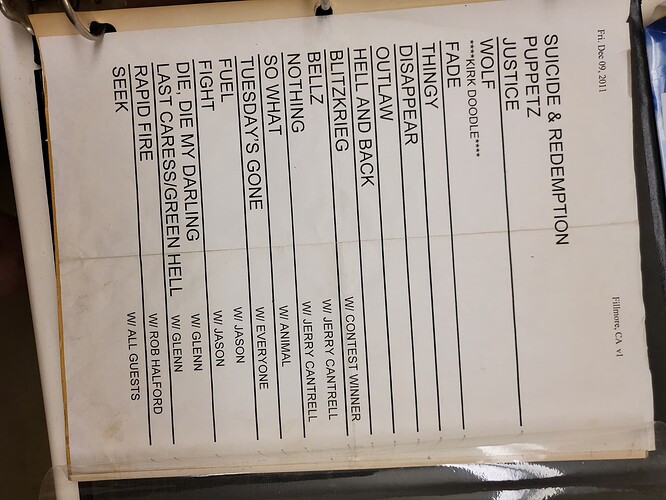 Fri. Dec 09, 2011 Fillmore, CA v1
SUICIDE & REDEMPTION
PUPPETZ
JUSTICE
WOLF
****KIRK DOODLE****
FADE
THINGY
DISAPPEAR
OUTLAW
HELL AND BACK
BLITZKRIEG W/ CONTEST WINNER
BELLZ W/ JERRY CANTRELL
NOTHING W/ JERRY CANTRELL
SO WHAT W/ ANIMAL
TUESDAY'S GONE W/ EVERYONE
FUEL W/ JASON
FIGHT W/ JASON
DIE, DIE MY DARLING W/ GLENN
LAST CARESS/GREEN HELL W/ GLENN
RAPID FIRE W/ ROB HALFORD
SEEK W/ ALL GUESTS